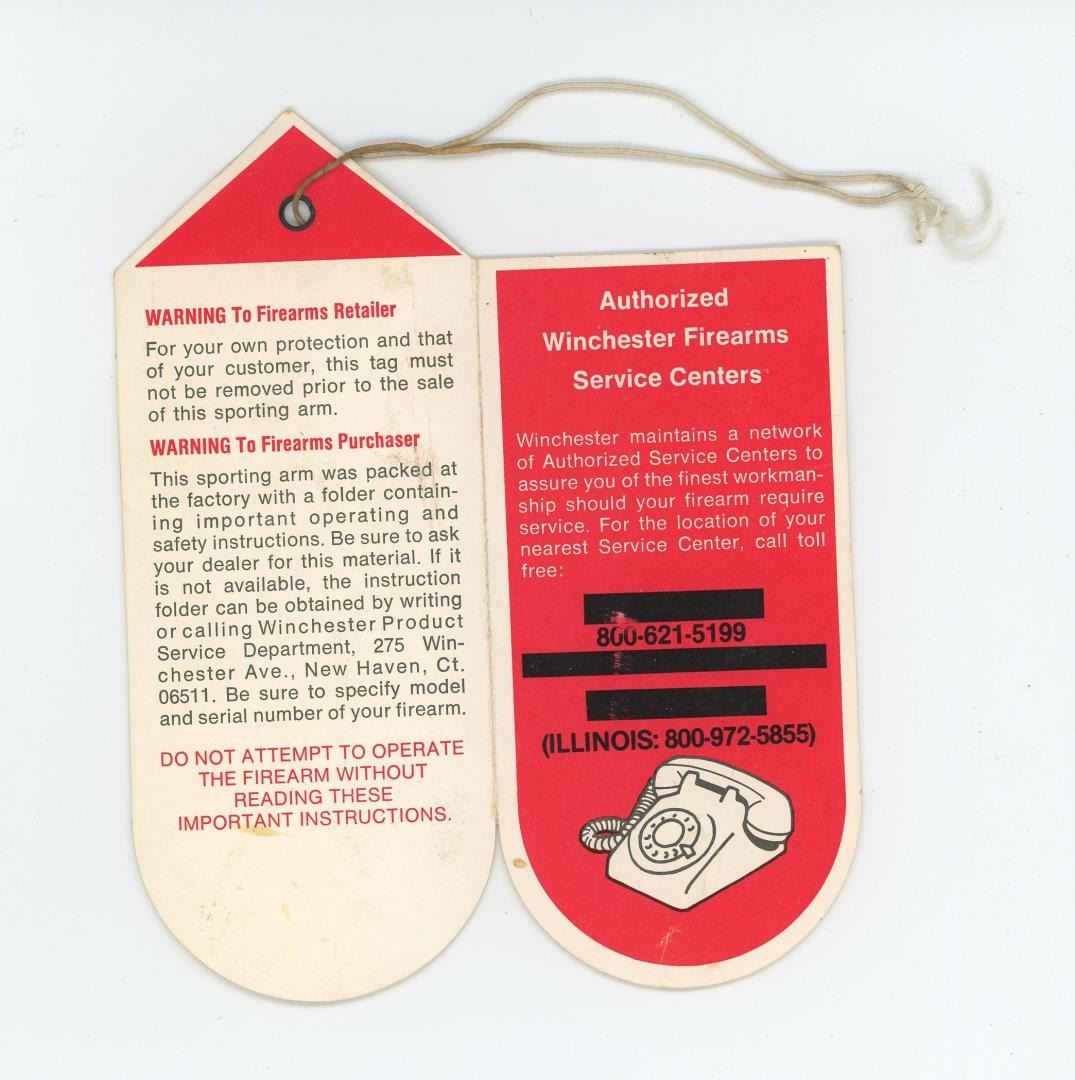 WARNING To Firearms Retailer
For your own protection and that
of your customer, this tag must
not be removed prior to the sale
of this sporting arm.
WARNING To Firearms Purchaser
This sporting arm was packed at
the factory with a folder contain-
ing important operating and
safety instructions. Be sure to ask
your dealer for this material. If it
is not available, the instruction
folder can be obtained by writing
or calling Winchester Product
Service Department, 275 Win-
chester Ave., New Haven, Ct.
06511. Be sure to specify model
and serial number of your firearm.
DO NOT ATTEMPT TO OPERATE
THE FIREARM WITHOUT
READING THESE
IMPORTANT INSTRUCTIONS.
Authorized
Winchester Firearms
Service Centers
Winchester maintains a network
of Authorized Service Centers to
assure you of the finest workman-
ship should your firearm require
service. For the location of your
nearest Service Center, call toll
free:
800-621-5199
(ILLINOIS: 800-972-5855)